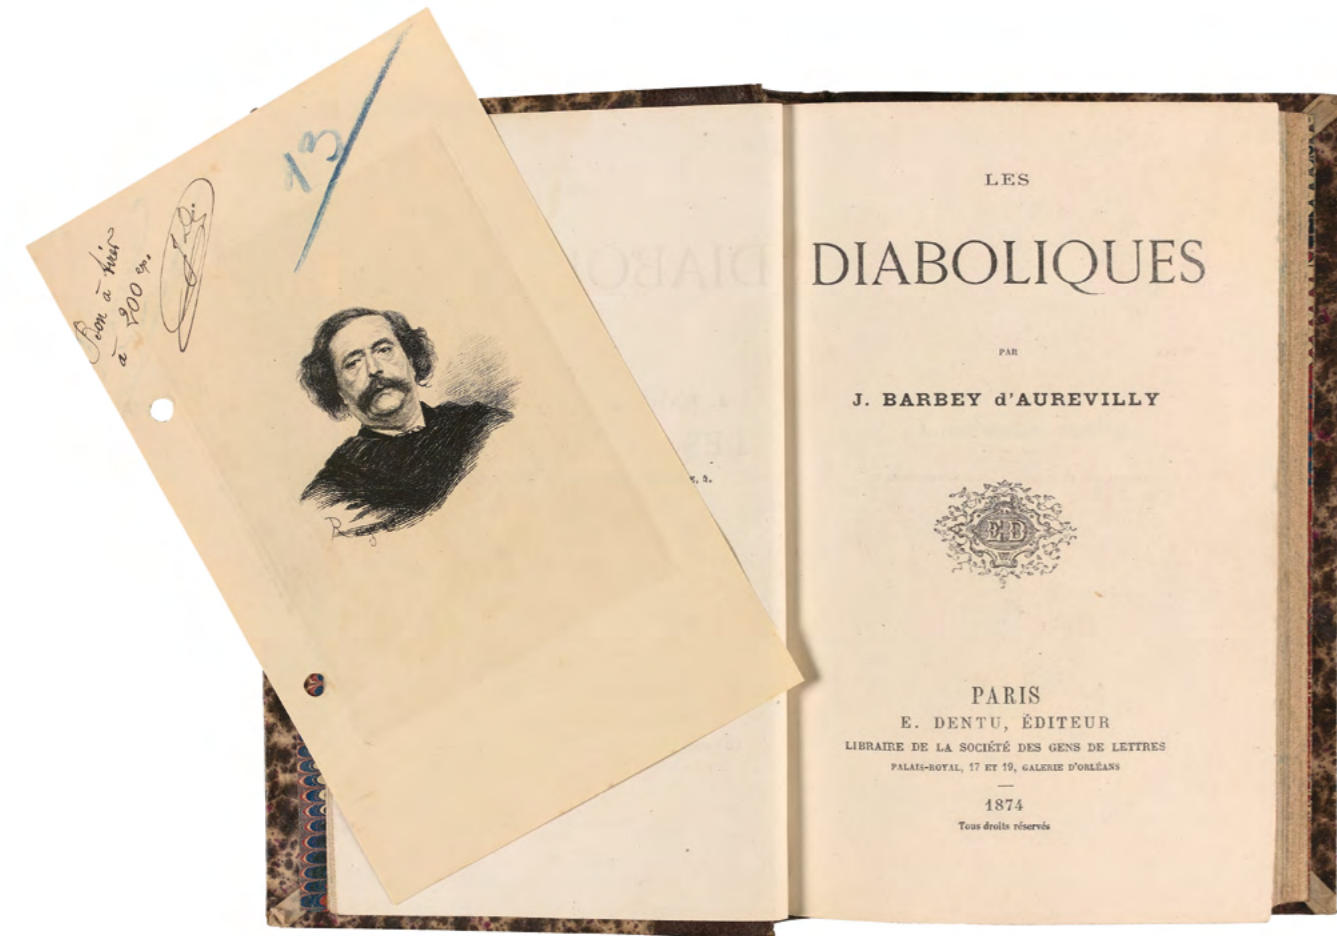 13
Bon à tirer
à 200 ex.
LES
DIABOLIQUES
PAR
J. BARBEY d'AUREVILLY
ED
PARIS
E. DENTU, ÉDITEUR
LIBRAIRE DE LA SOCIÉTÉ DES GENS DE LETTRES
PALAIS-ROYAL, 17 ET 19, GALERIE D'ORLÉANS
1874
Tous droits réservés